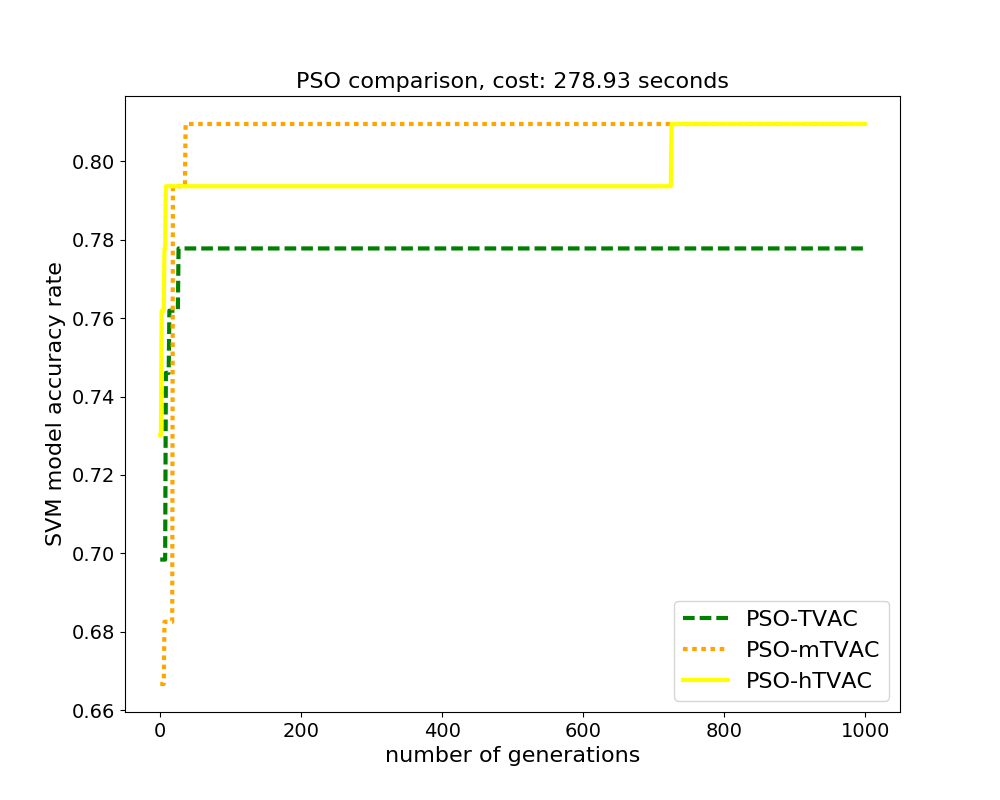 PSO comparison, cost: 278.93 seconds
SVM model accuracy rate
0.80
0.78
0.76
0.74
0.72
0.70
0.68
0.66
0
200
400
600
800
1000
number of generations
PSO-TVAC
PSO-mTVAC
PSO-hTVAC